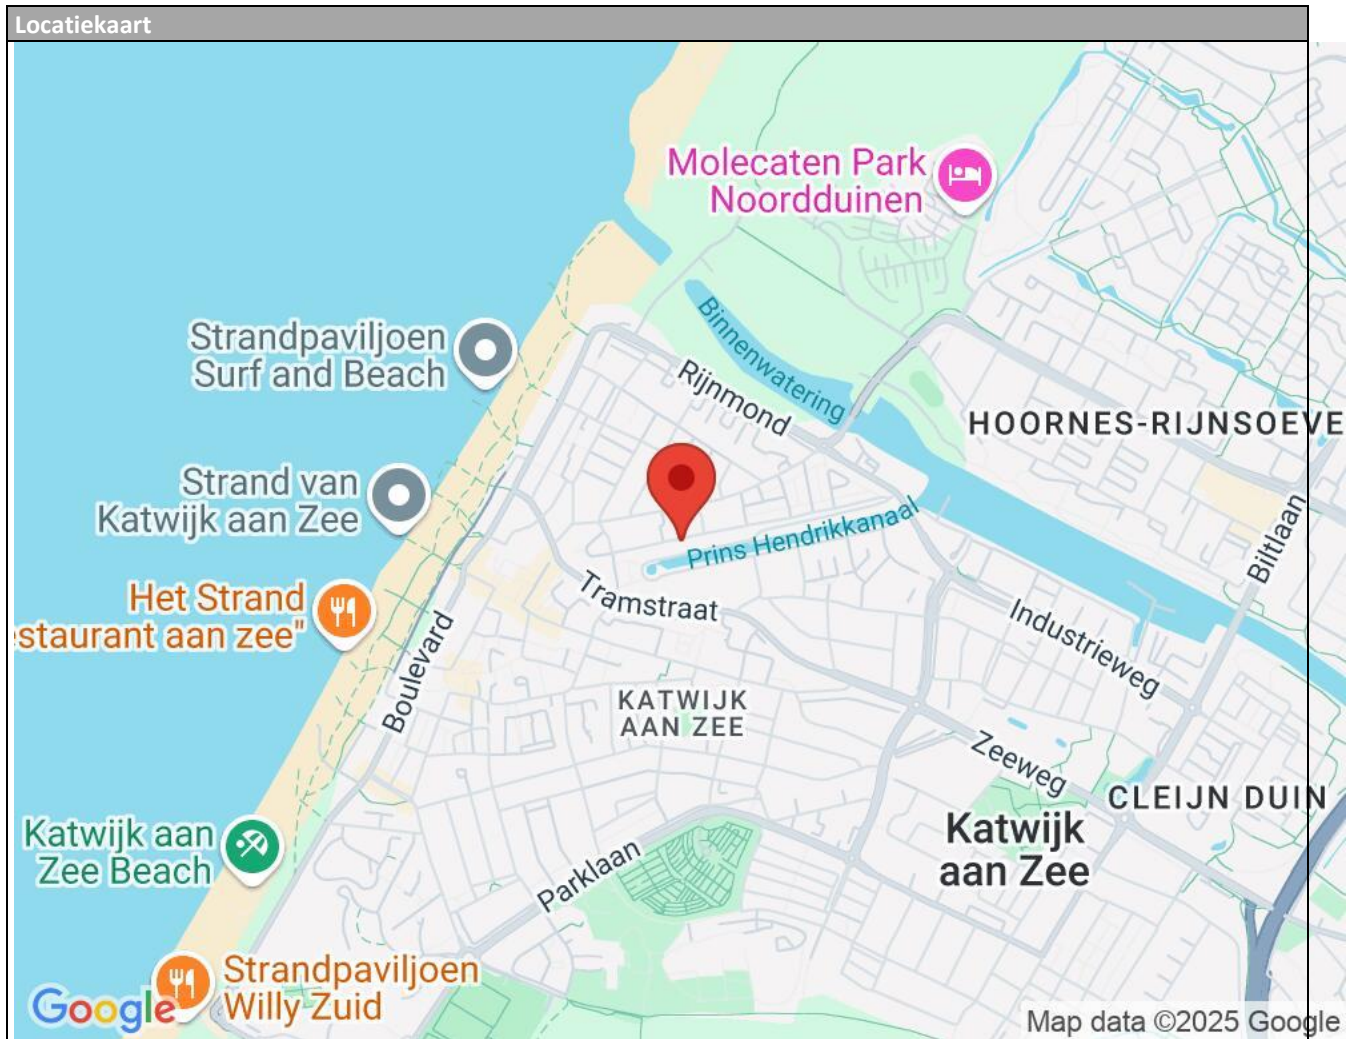 Locatiekaart
Molecaten Park
Noordduinen
Binnenwatering
Strandpaviljoen
Surf and Beach
Rijnmond
HOORNES-RIJNSOEVE
Strand van
Katwijk aan Zee
Prins Hendrikkanaal
Biltlaan
Het Strand
staurant aan zee"
Tramstraat
Industrieweg
Boulevard
KATWIJK
AAN ZEE
Zeeweg
CLEIJN DUIN
Katwijk
aan Zee
Katwijk aan
Zee Beach
Parklaan
Strandpaviljoen
Willy Zuid
Google
Map data ©2025 Google